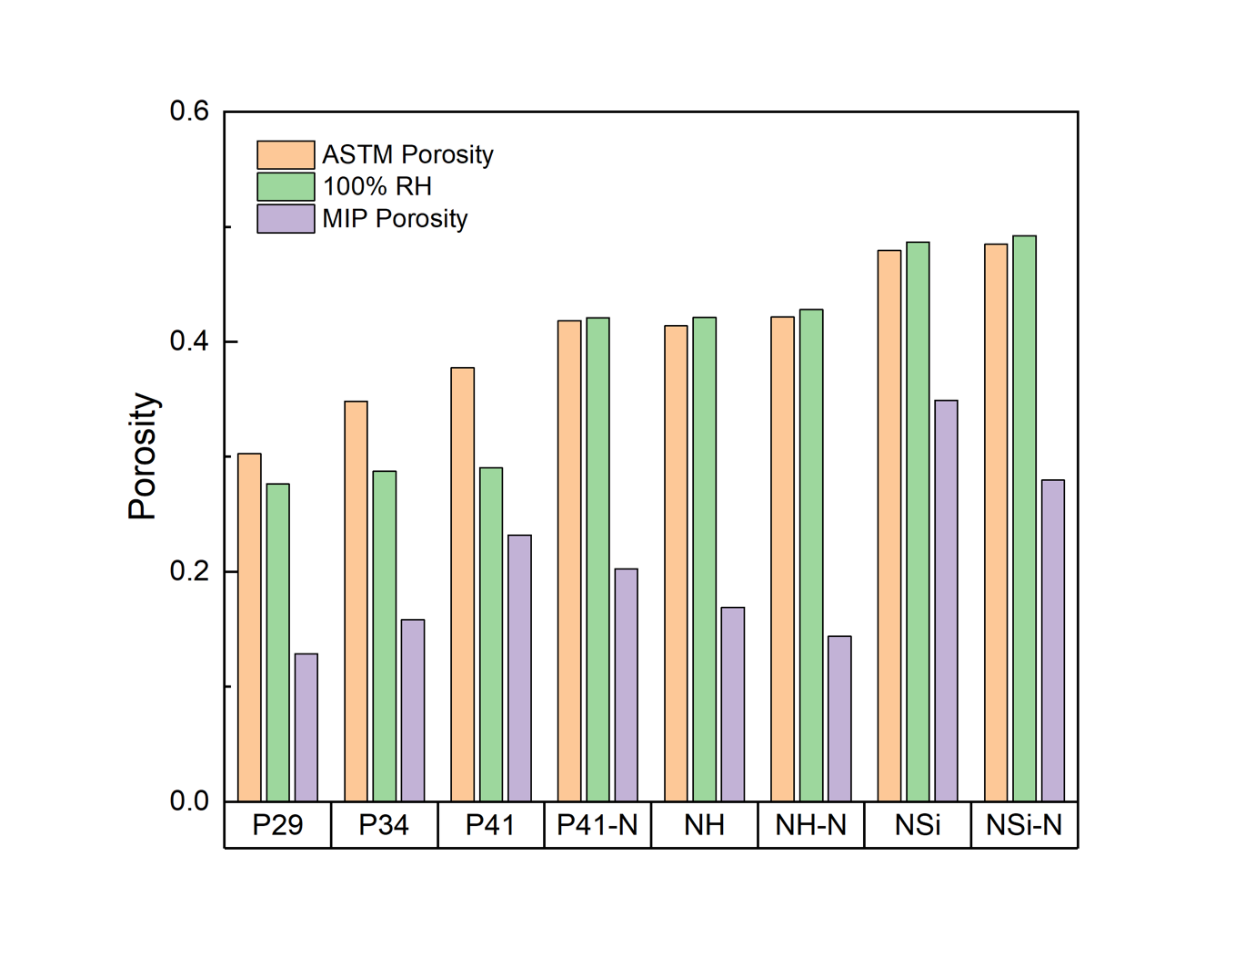 0.6
ASTM Porosity
100% RH
MIP Porosity
0.4
Porosity
0.2
0.0
P29 P34 P41 P41-N NH NH-N NSi NSi-N